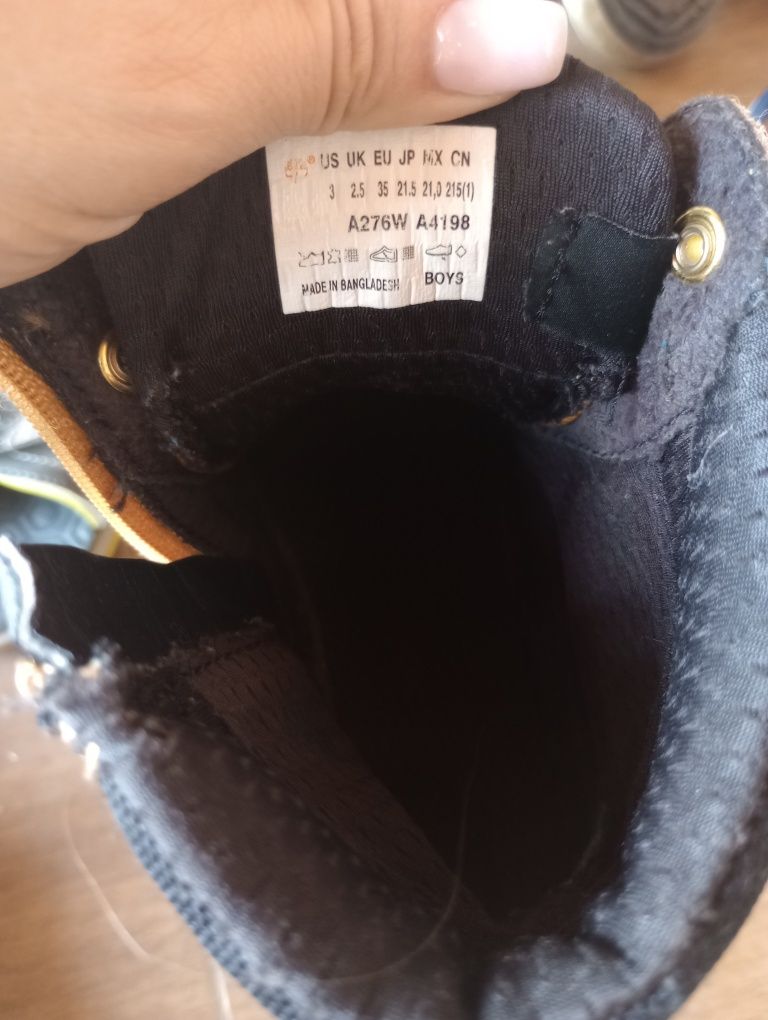 US UK EU JP MX CN
3 2.5 35 21.5 21,0 215(1)
A276W A4198
MADE IN BANGLADESH BOYS